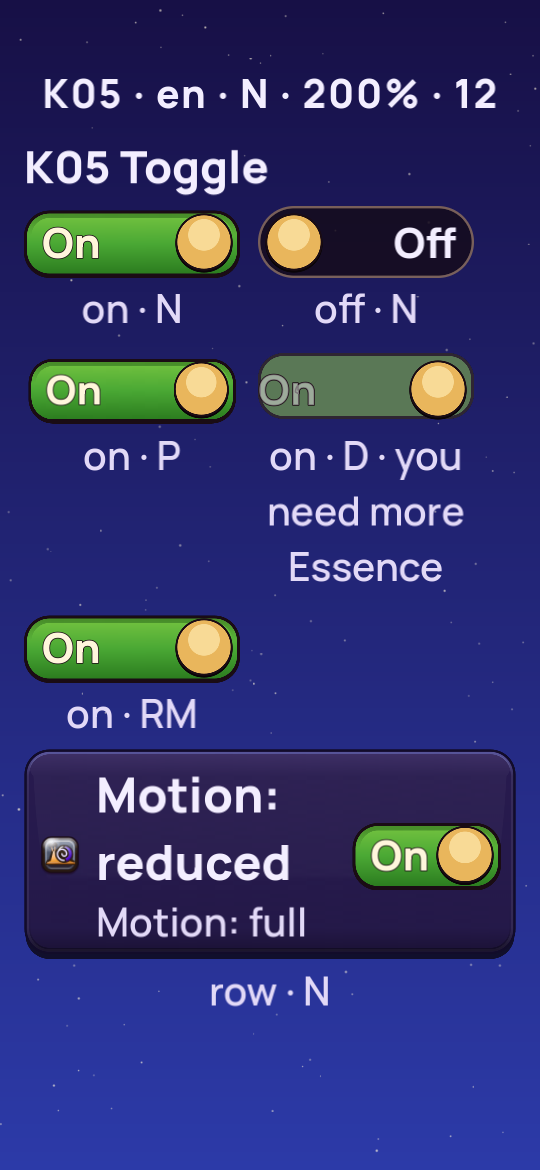 K05 · en · N · 200% · 12
K05 Toggle
On
Off
on · N
off · N
On
On
on · P
on · D · you
need more
Essence
On
on · RM
Motion:
reduced
On
Motion: full
row · N